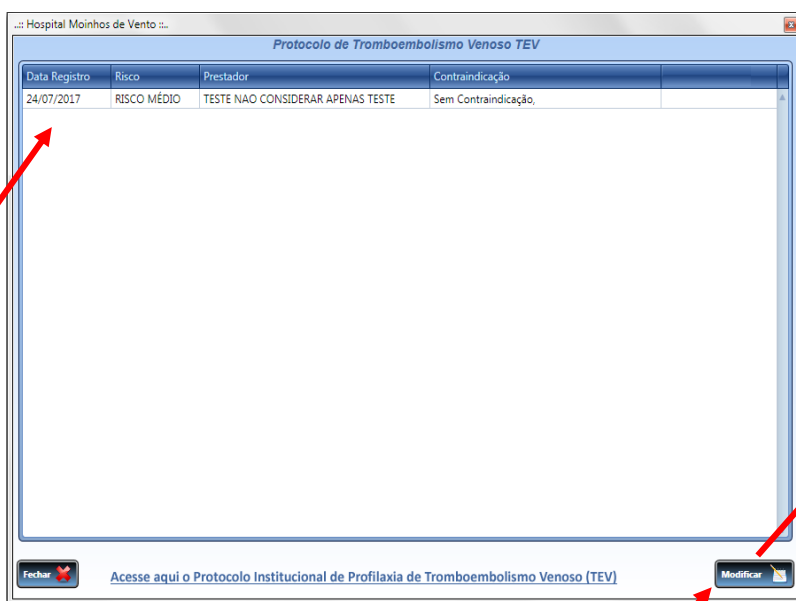 ..:: Hospital Moinhos de Vento ::..
Protocolo de Tromboembolismo Venoso TEV
Data Registro Risco Prestador Contraindicação
24/07/2017 RISCO MÉDIO TESTE NAO CONSIDERAR APENAS TESTE Sem Contraindicação,
Fechar Acesse aqui o Protocolo Institucional de Profilaxia de Tromboembolismo Venoso (TEV) Modificar